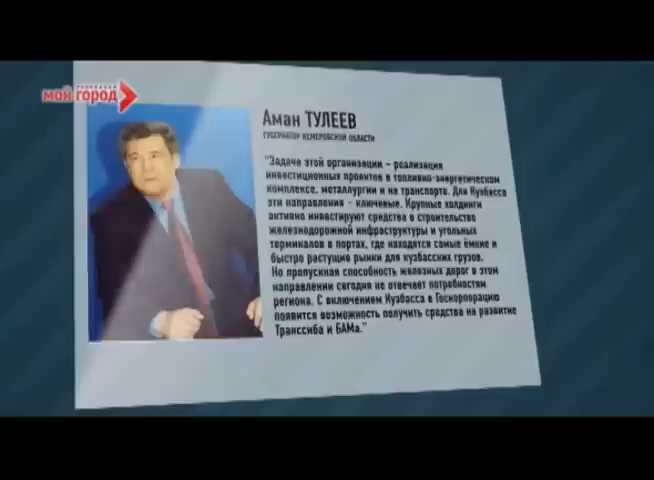 мой город
Аман ТУЛЕЕВ
ГУБЕРНАТОР КЕМЕРОВСКОЙ ОБЛАСТИ
"Задача этой организации – реализация
инвестиционных проектов в топливно-энергетическом
комплексе, металлургии и на транспорте. Для Кузбасса
эти направления – ключевые. Крупные холдинги
активно инвестируют средства в строительство
железнодорожной инфраструктуры и угольных
терминалов в портах, где находятся самые ёмкие и
быстро растущие рынки для кузбасских грузов.
Но пропускная способность железных дорог в этом
направлении сегодня не отвечает потребностям
региона. С включением Кузбасса в Госкорпорацию
появится возможность получить средства на развитие
Транссиба и БАМа."